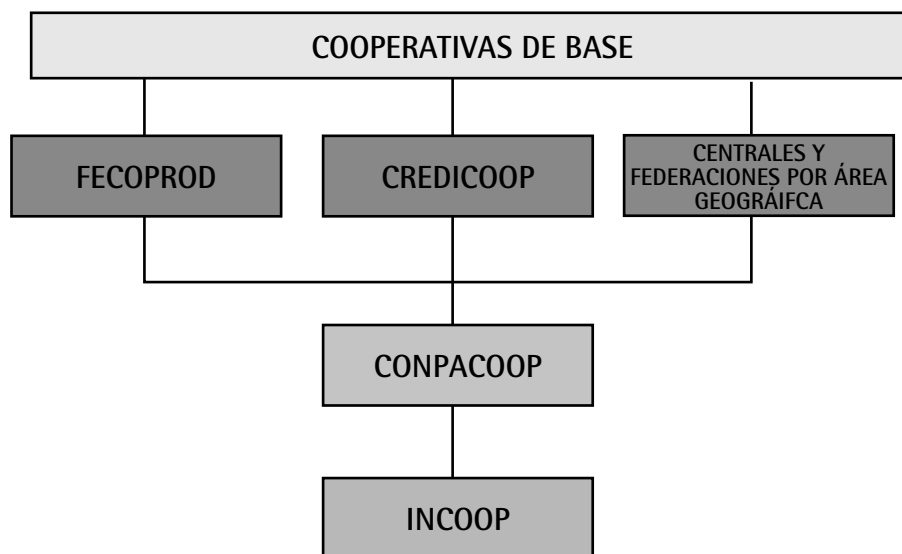 COOPERATIVAS DE BASE
FECOPROD
CREDICOOP
CENTRALES Y
FEDERACIONES POR ÁREA
GEOGRÁIFCA
CONPACOOP
INCOOP